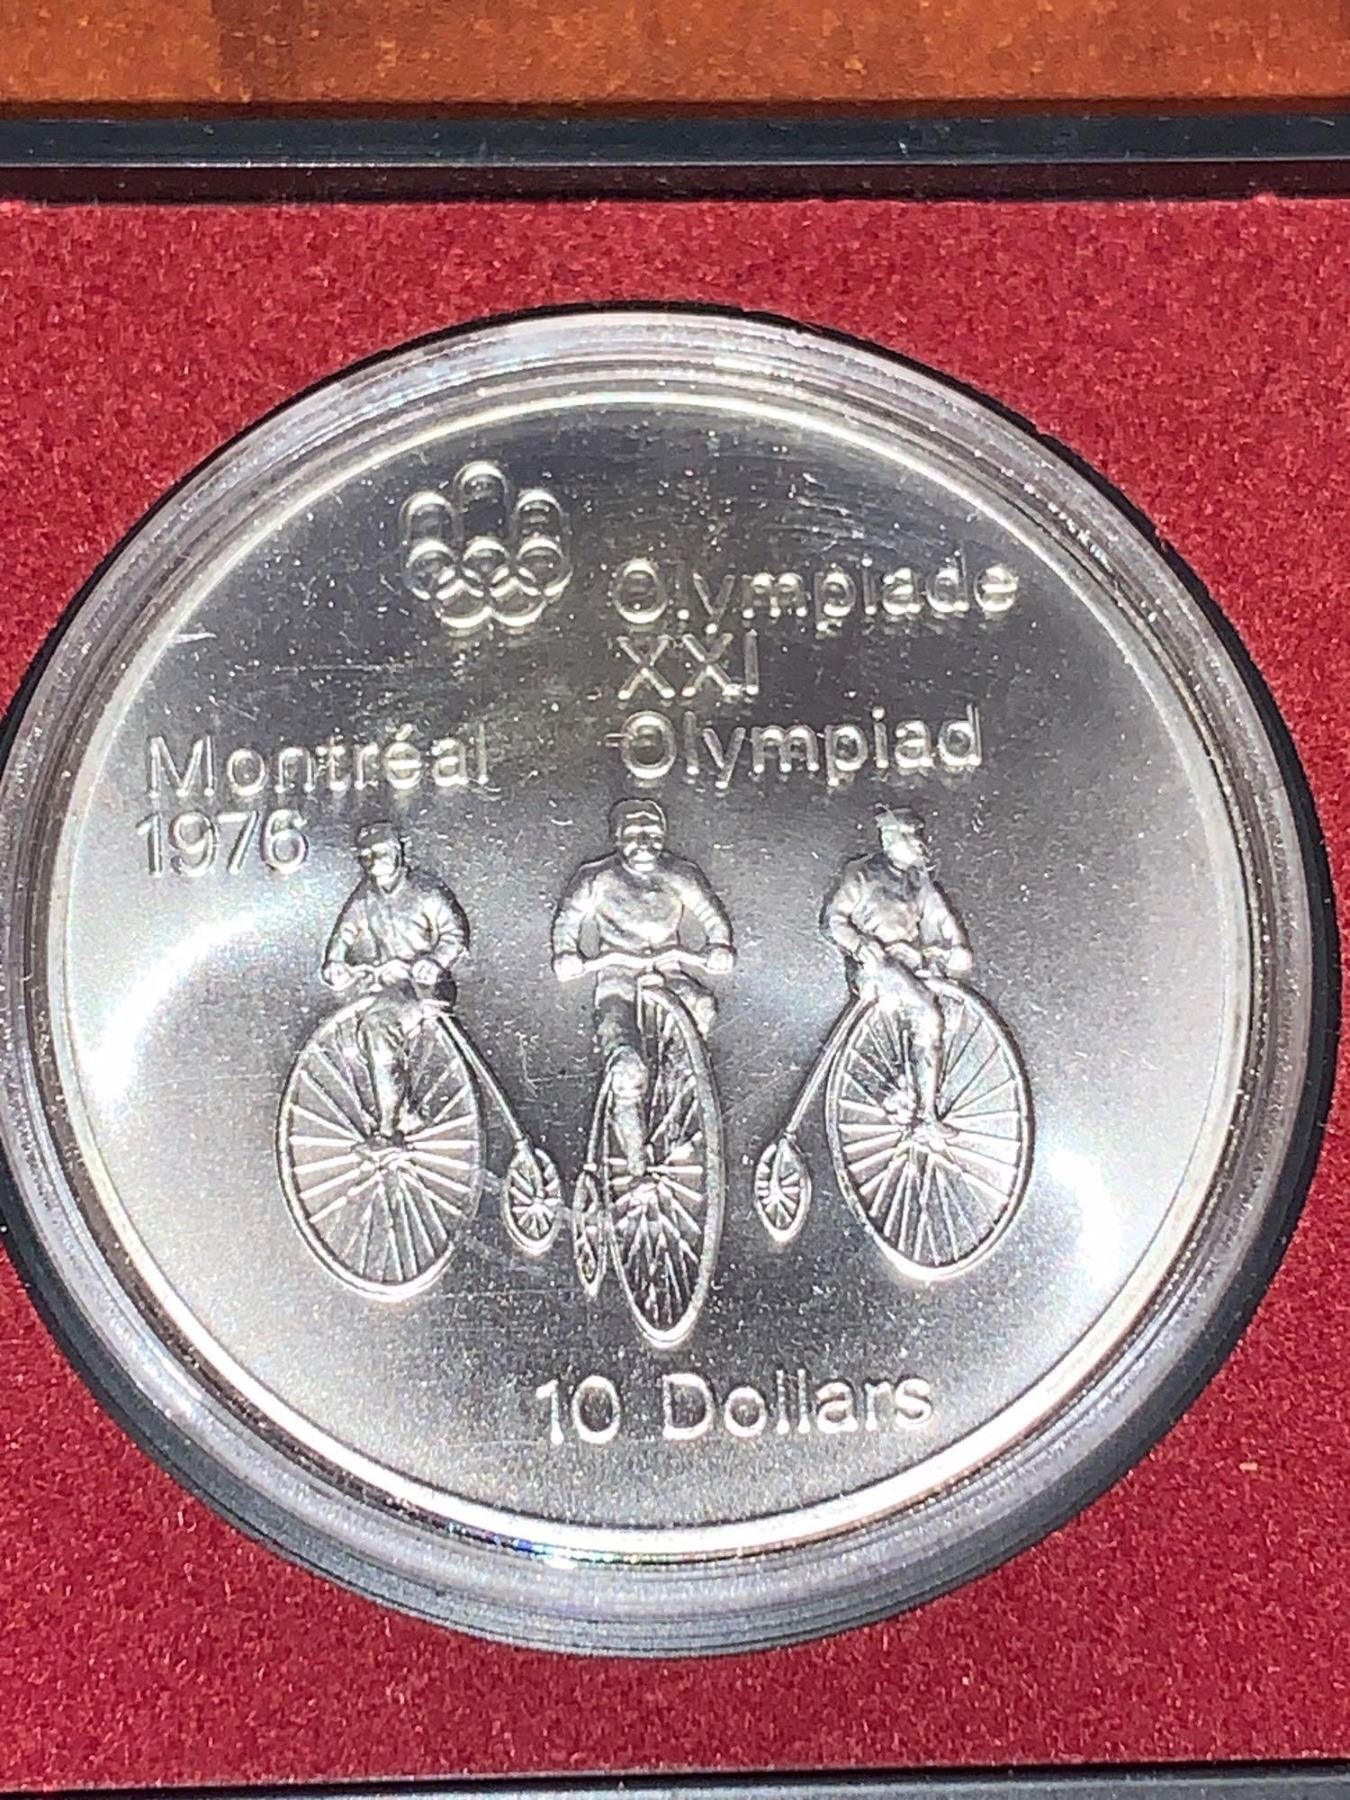 Olympiade
XXI
Olympiad
Montréal
1976
10 Dollars